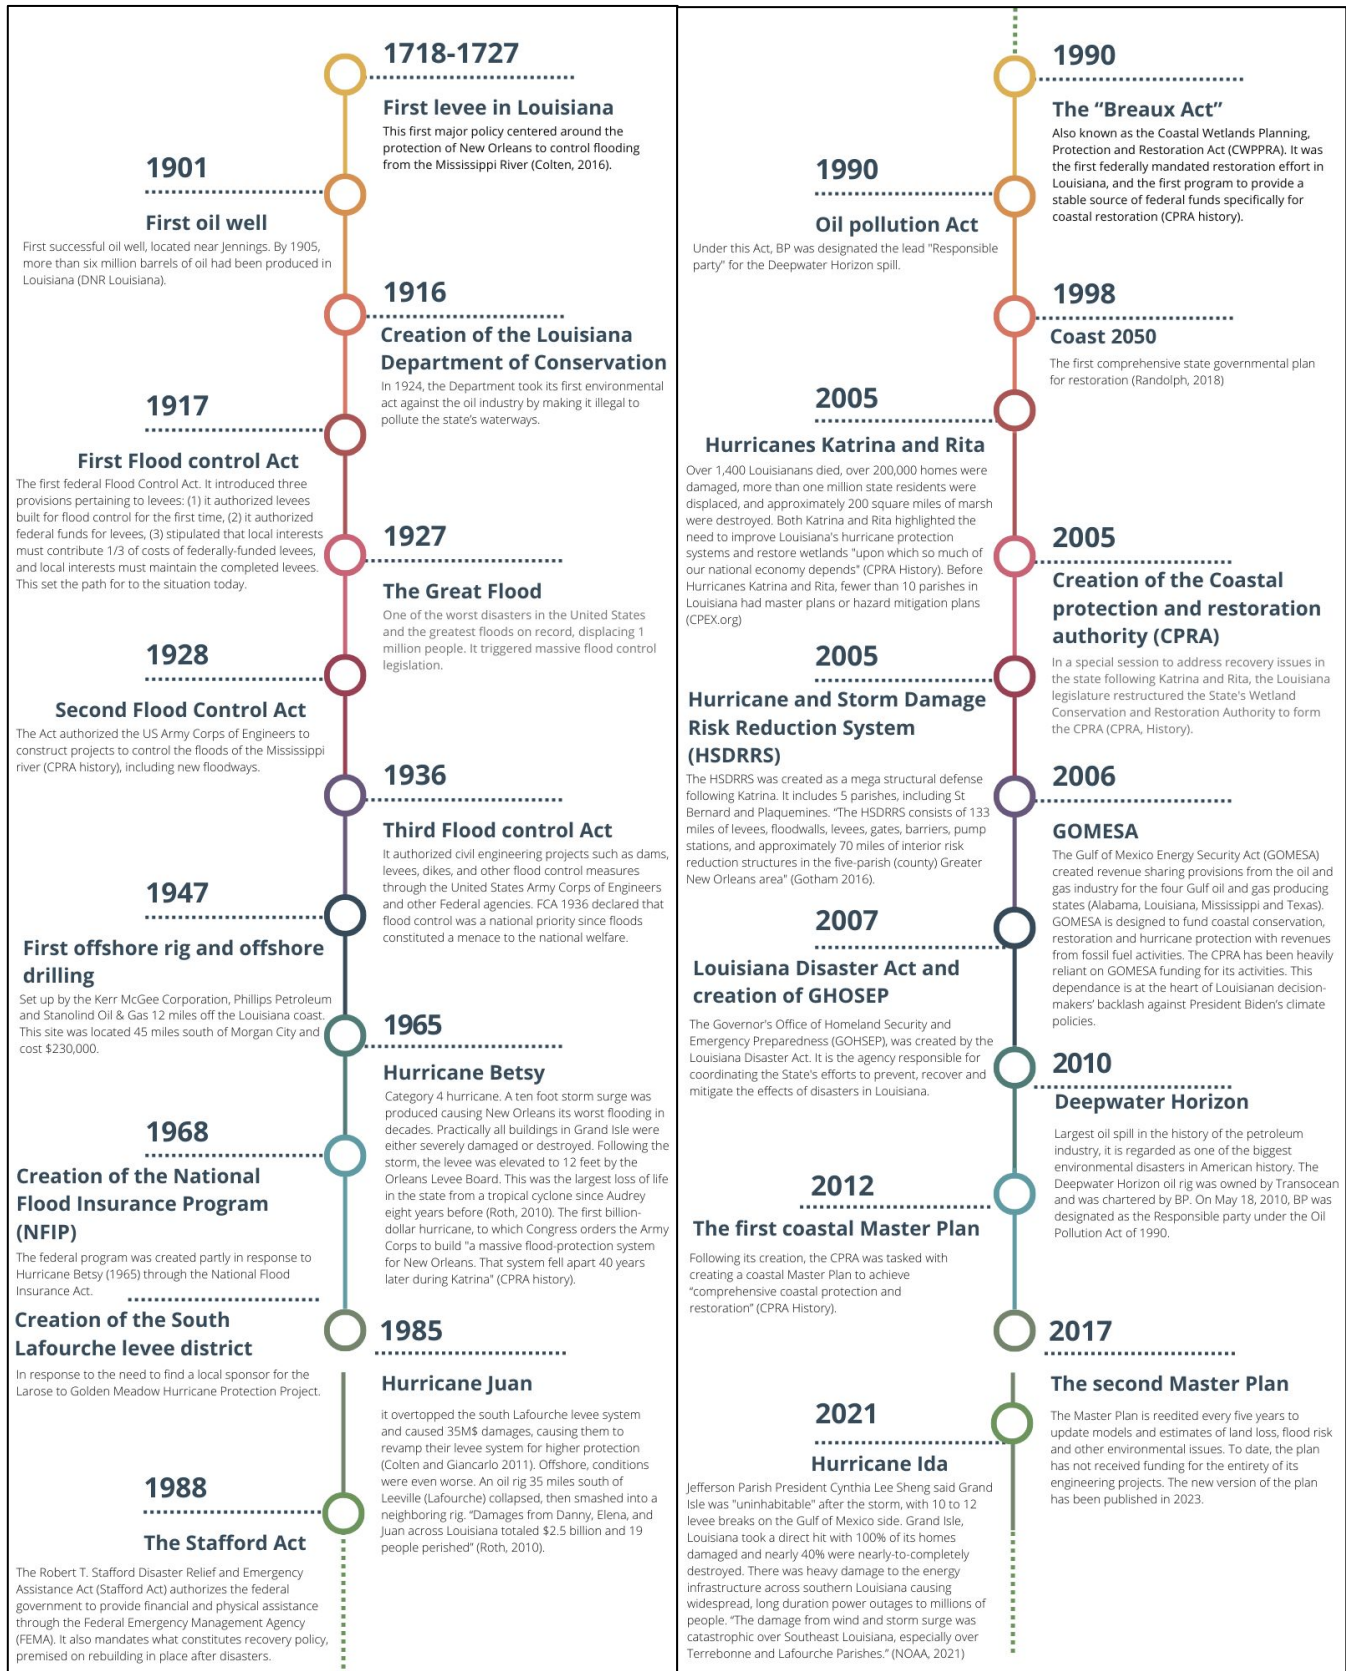 1718-1727
First levee in Louisiana
This first major policy centered around the
protection of New Orleans to control flooding
from the Mississippi River (Colten, 2016).
1901
First oil well
First successful oil well, located near Jennings. By 1905,
more than six million barrels of oil had been produced in
Louisiana (DNR Louisiana).
1916
Creation of the Louisiana
Department of Conservation
In 1924, the Department took its first environmental
act against the oil industry by making it illegal to
pollute the state's waterways.
1917
First Flood control Act
The first federal Flood Control Act. It introduced three
provisions pertaining to levees: (1) it authorized levees
built for flood control for the first time, (2) it authorized
federal funds for levees, (3) stipulated that local interests
must contribute 1/3 of costs of federally-funded levees,
and local interests must maintain the completed levees.
This set the path for to the situation today.
1927
The Great Flood
One of the worst disasters in the United States
and the greatest floods on record, displacing 1
million people. It triggered massive flood control
legislation.
1928
Second Flood Control Act
The Act authorized the US Army Corps of Engineers to
construct projects to control the floods of the Mississippi
river (CPRA history), including new floodways.
1936
Third Flood control Act
It authorized civil engineering projects such as dams,
levees, dikes, and other flood control measures
through the United States Army Corps of Engineers
and other Federal agencies. FCA 1936 declared that
flood control was a national priority since floods
constituted a menace to the national welfare.
1947
First offshore rig and offshore
drilling
Set up by the Kerr McGee Corporation, Phillips Petroleum
and Stanolind Oil & Gas 12 miles off the Louisiana coast.
This site was located 45 miles south of Morgan City and
cost $230,000.
1965
Hurricane Betsy
Category 4 hurricane. A ten foot storm surge was
produced causing New Orleans its worst flooding in
decades. Practically all buildings in Grand Isle were
either severely damaged or destroyed. Following the
storm, the levee was elevated to 12 feet by the
Orleans Levee Board. This was the largest loss of life
in the state from a tropical cyclone since Audrey
eight years before (Roth, 2010). The first billion-
dollar hurricane, to which Congress orders the Army
Corps to build "a massive flood-protection system
for New Orleans. That system fell apart 40 years
later during Katrina" (CPRA history).
1968
Creation of the National
Flood Insurance Program
(NFIP)
The federal program was created partly in response to
Hurricane Betsy (1965) through the National Flood
Insurance Act.
Creation of the South
Lafourche levee district
In response to the need to find a local sponsor for the
Larose to Golden Meadow Hurricane Protection Project.
1985
Hurricane Juan
it overtopped the south Lafourche levee system
and caused 35M$ damages, causing them to
revamp their levee system for higher protection
(Colten and Giancarlo 2011). Offshore, conditions
were even worse. An oil rig 35 miles south of
Leeville (Lafourche) collapsed, then smashed into a
neighboring rig. "Damages from Danny, Elena, and
Juan across Louisiana totaled $2.5 billion and 19
people perished" (Roth, 2010).
1988
The Stafford Act
The Robert T. Stafford Disaster Relief and Emergency
Assistance Act (Stafford Act) authorizes the federal
government to provide financial and physical assistance
through the Federal Emergency Management Agency
(FEMA). It also mandates what constitutes recovery policy,
premised on rebuilding in place after disasters.
1990
The "Breaux Act"
Also known as the Coastal Wetlands Planning,
Protection and Restoration Act (CWPPRA). It was
the first federally mandated restoration effort in
Louisiana, and the first program to provide a
stable source of federal funds specifically for
coastal restoration (CPRA history).
1990
Oil pollution Act
Under this Act, BP was designated the lead "Responsible
party" for the Deepwater Horizon spill.
1998
Coast 2050
The first comprehensive state governmental plan
for restoration (Randolph, 2018)
2005
Hurricanes Katrina and Rita
Over 1,400 Louisianans died, over 200,000 homes were
damaged, more than one million state residents were
displaced, and approximately 200 square miles of marsh
were destroyed. Both Katrina and Rita highlighted the
need to improve Louisiana's hurricane protection
systems and restore wetlands "upon which so much of
our national economy depends" (CPRA History). Before
Hurricanes Katrina and Rita, fewer than 10 parishes in
Louisiana had master plans or hazard mitigation plans
(CPEX.org)
2005
Creation of the Coastal
protection and restoration
authority (CPRA)
In a special session to address recovery issues in
the state following Katrina and Rita, the Louisiana
legislature restructured the State's Wetland
Conservation and Restoration Authority to form
the CPRA (CPRA, History).
2005
Hurricane and Storm Damage
Risk Reduction System
(HSDRRS)
The HSDRRS was created as a mega structural defense
following Katrina. It includes 5 parishes, including St
Bernard and Plaquemines. "The HSDRRS consists of 133
miles of levees, floodwalls, levees, gates, barriers, pump
stations, and approximately 70 miles of interior risk
reduction structures in the five-parish (county) Greater
New Orleans area" (Gotham 2016).
2006
GOMESA
The Gulf of Mexico Energy Security Act (GOMESA)
created revenue sharing provisions from the oil and
gas industry for the four Gulf oil and gas producing
states (Alabama, Louisiana, Mississippi and Texas).
GOMESA is designed to fund coastal conservation,
restoration and hurricane protection with revenues
from fossil fuel activities. The CPRA has been heavily
reliant on GOMESA funding for its activities. This
dependance is at the heart of Louisianan decision-
makers' backlash against President Biden's climate
policies.
2007
Louisiana Disaster Act and
creation of GHOSEP
The Governor's Office of Homeland Security and
Emergency Preparedness (GOHSEP), was created by the
Louisiana Disaster Act. It is the agency responsible for
coordinating the State's efforts to prevent, recover and
mitigate the effects of disasters in Louisiana.
2010
Deepwater Horizon
Largest oil spill in the history of the petroleum
industry, it is regarded as one of the biggest
environmental disasters in American history. The
Deepwater Horizon oil rig was owned by Transocean
and was chartered by BP. On May 18, 2010, BP was
designated as the Responsible party under the Oil
Pollution Act of 1990.
2012
The first coastal Master Plan
Following its creation, the CPRA was tasked with
creating a coastal Master Plan to achieve
"comprehensive coastal protection and
restoration" (CPRA History).
2017
The second Master Plan
The Master Plan is reedited every five years to
update models and estimates of land loss, flood risk
and other environmental issues. To date, the plan
has not received funding for the entirety of its
engineering projects. The new version of the plan
has been published in 2023.
2021
Hurricane Ida
Jefferson Parish President Cynthia Lee Sheng said Grand
Isle was "uninhabitable" after the storm, with 10 to 12
levee breaks on the Gulf of Mexico side. Grand Isle,
Louisiana took a direct hit with 100% of its homes
damaged and nearly 40% were nearly-to-completely
destroyed. There was heavy damage to the energy
infrastructure across southern Louisiana causing
widespread, long duration power outages to millions of
people. "The damage from wind and storm surge was
catastrophic over Southeast Louisiana, especially over
Terrebonne and Lafourche Parishes." (NOAA, 2021)